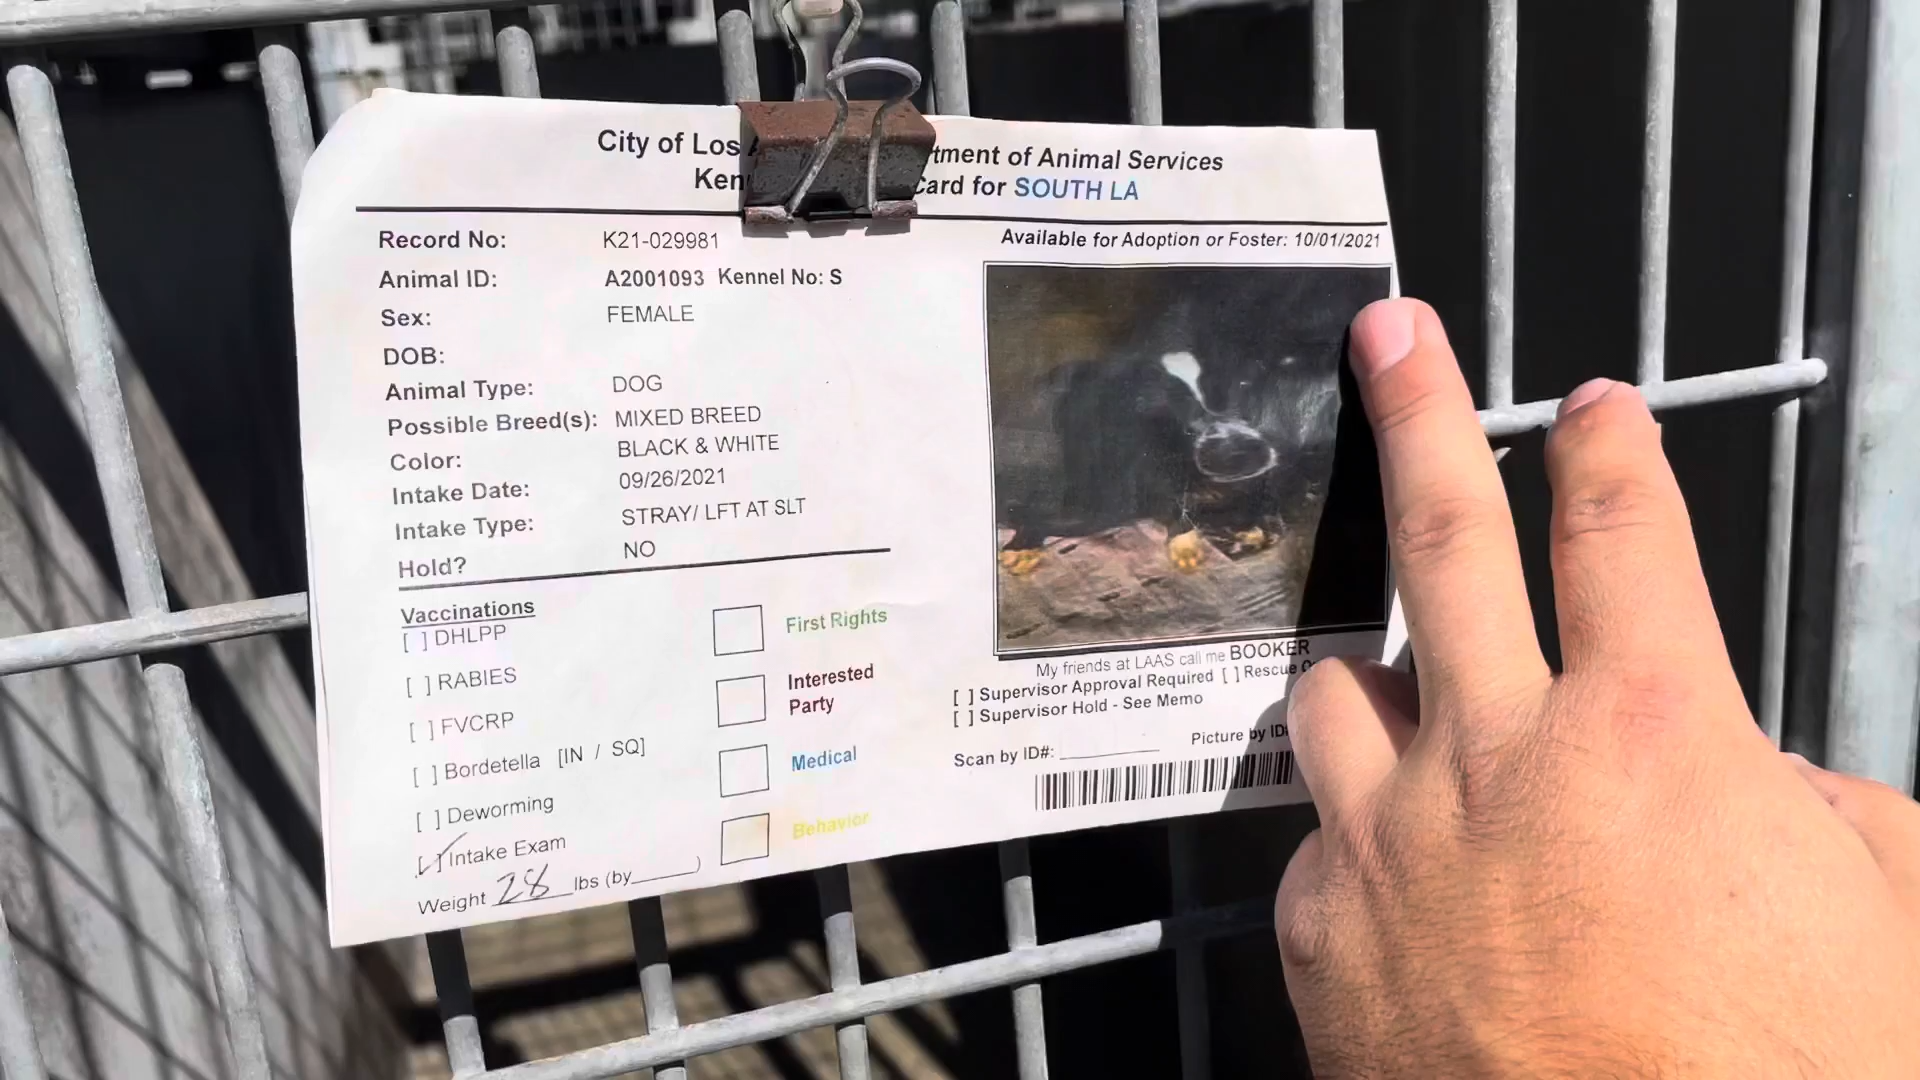 City of Los tment of Animal Services
Ken Card for SOUTH LA
Record No: K21-029981
Available for Adoption or Foster: 10/01/2021
Animal ID: A2001093 Kennel No: S
Sex: FEMALE
DOB:
Animal Type: DOG
Possible Breed(s): MIXED BREED
Color: BLACK & WHITE
Intake Date: 09/26/2021
Intake Type: STRAY/ LFT AT SLT
Hold? NO
Vaccinations
[ ] DHLPP
[ ] RABIES
[ ] FVCRP
[ ] Bordetella [IN / SQ]
[ ] Deworming
[✓] Intake Exam
Weight 28 lbs (by______)
First Rights
Interested
Party
Medical
Behavior
My friends at LAAS call me BOOKER
[ ] Supervisor Approval Required [ ] Rescue
[ ] Supervisor Hold - See Memo
Scan by ID#: ________ Picture by ID